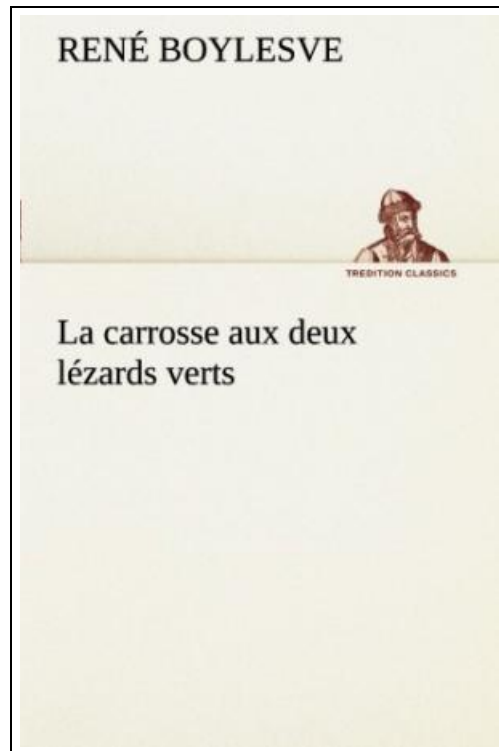 RENÉ BOYLESVE
TREDITION CLASSICS
La carrosse aux deux
lézards verts